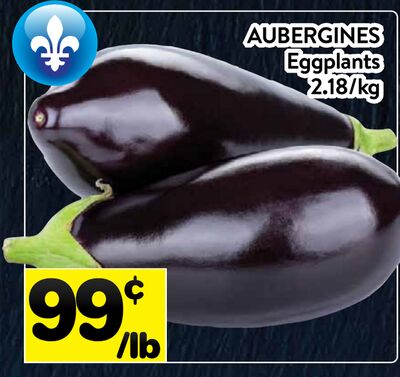 AUBERGINES
Eggplants
2.18/kg
99¢
/lb